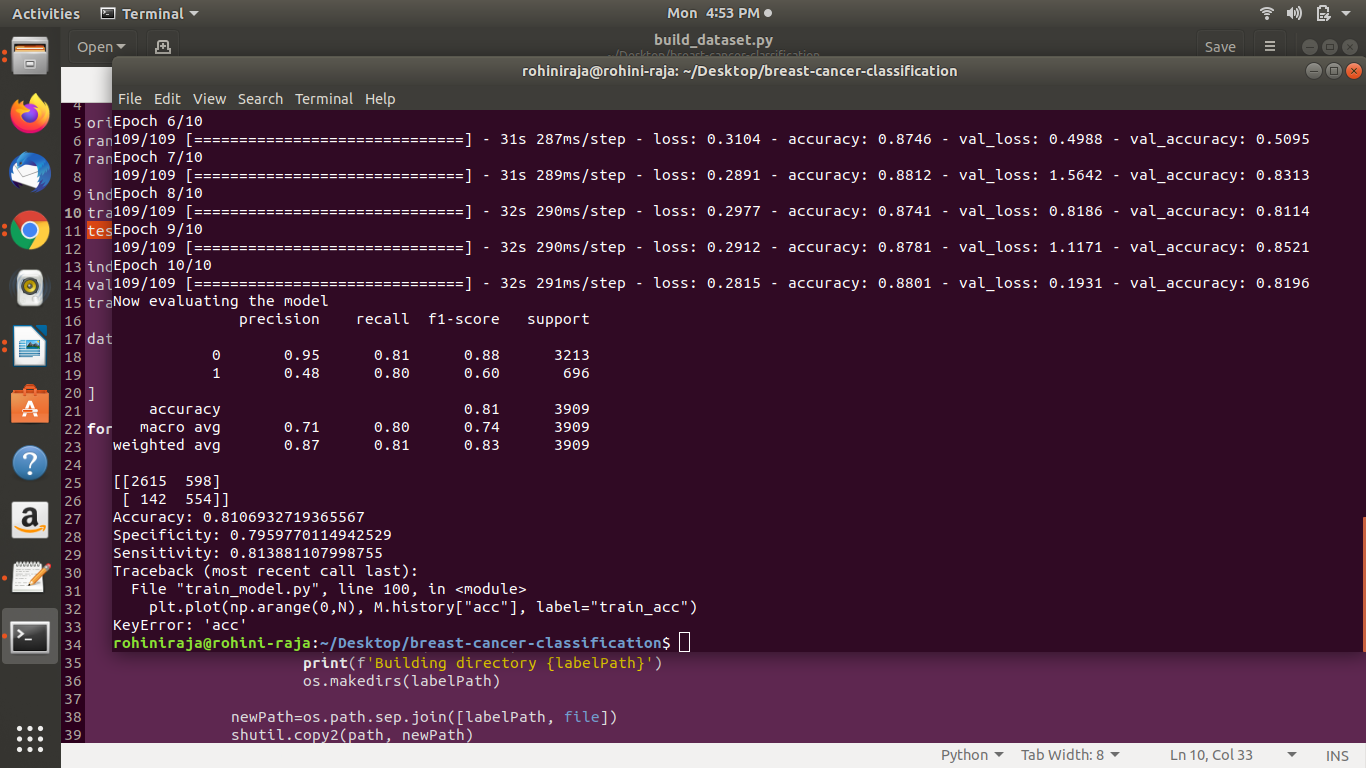 Activities Terminal Mon 4:53 PM
Open build_dataset.py Save
~/Desktop/breast-cancer-classification
rohiniraja@rohini-raja: ~/Desktop/breast-cancer-classification
File Edit View Search Terminal Help
Epoch 6/10
109/109 [==============================] - 31s 287ms/step - loss: 0.3104 - accuracy: 0.8746 - val_loss: 0.4988 - val_accuracy: 0.5095
Epoch 7/10
109/109 [==============================] - 31s 289ms/step - loss: 0.2891 - accuracy: 0.8812 - val_loss: 1.5642 - val_accuracy: 0.8313
Epoch 8/10
109/109 [==============================] - 32s 290ms/step - loss: 0.2977 - accuracy: 0.8741 - val_loss: 0.8186 - val_accuracy: 0.8114
Epoch 9/10
109/109 [==============================] - 32s 290ms/step - loss: 0.2912 - accuracy: 0.8781 - val_loss: 1.1171 - val_accuracy: 0.8521
Epoch 10/10
109/109 [==============================] - 32s 291ms/step - loss: 0.2815 - accuracy: 0.8801 - val_loss: 0.1931 - val_accuracy: 0.8196
Now evaluating the model
precision recall f1-score support
0 0.95 0.81 0.88 3213
1 0.48 0.80 0.60 696
accuracy 0.81 3909
macro avg 0.71 0.80 0.74 3909
weighted avg 0.87 0.81 0.83 3909
[[2615 598]
[ 142 554]]
Accuracy: 0.8106932719365567
Specificity: 0.7959770114942529
Sensitivity: 0.813881107998755
Traceback (most recent call last):
File "train_model.py", line 100, in <module>
plt.plot(np.arange(0,N), M.history["acc"], label="train_acc")
KeyError: 'acc'
rohiniraja@rohini-raja:~/Desktop/breast-cancer-classification$
4
5 ori
6 ran
7 ran
8
9 ind
10 tra
11 tes
12
13 ind
14 val
15 tra
16
17 dat
18
19
20 ]
21
22 for
23
24
25
26
27
28
29
30
31
32
33
34
35 print(f'Building directory {labelPath}')
36 os.makedirs(labelPath)
37
38 newPath=os.path.sep.join([labelPath, file])
39 shutil.copy2(path, newPath)
Python Tab Width: 8 Ln 10, Col 33 INS